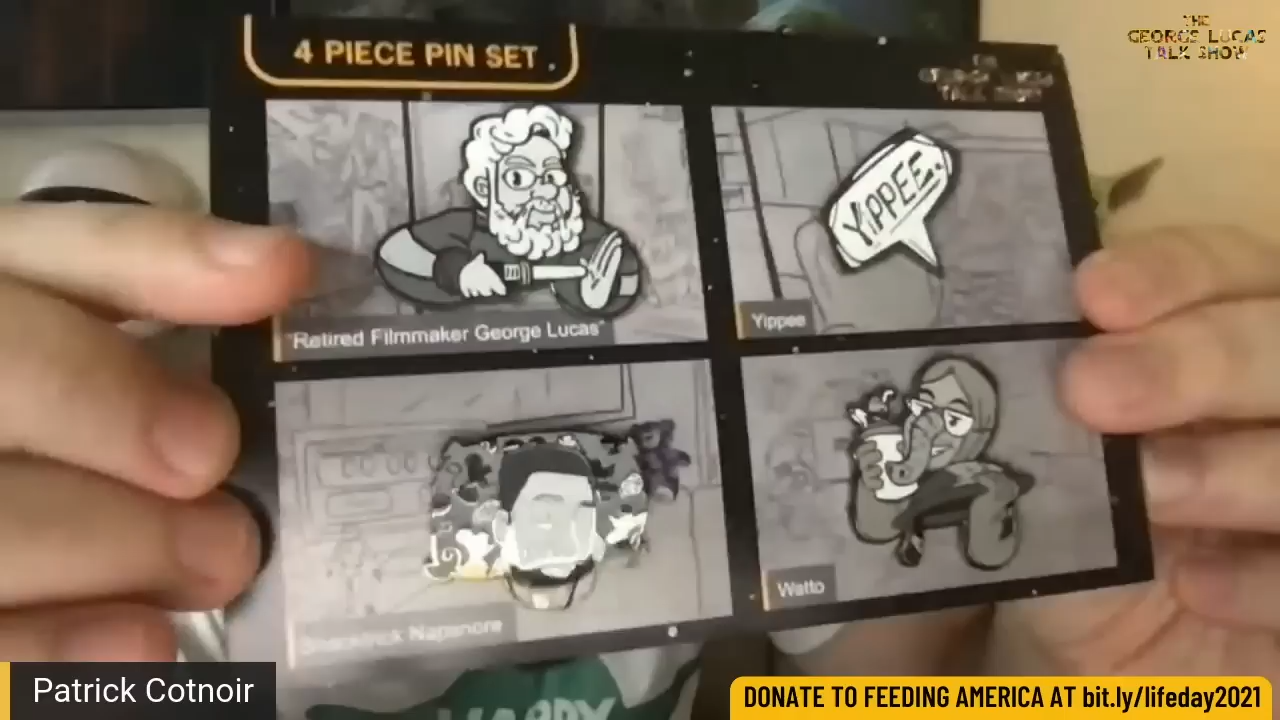 4 PIECE PIN SET
THE
GEORGE LUCAS
TALK SHOW
YIPPEE.
"Retired Filmmaker George Lucas"
Yippee
Watto
HAPPY
Patrick Cotnoir
DONATE TO FEEDING AMERICA AT bit.ly/lifeday2021